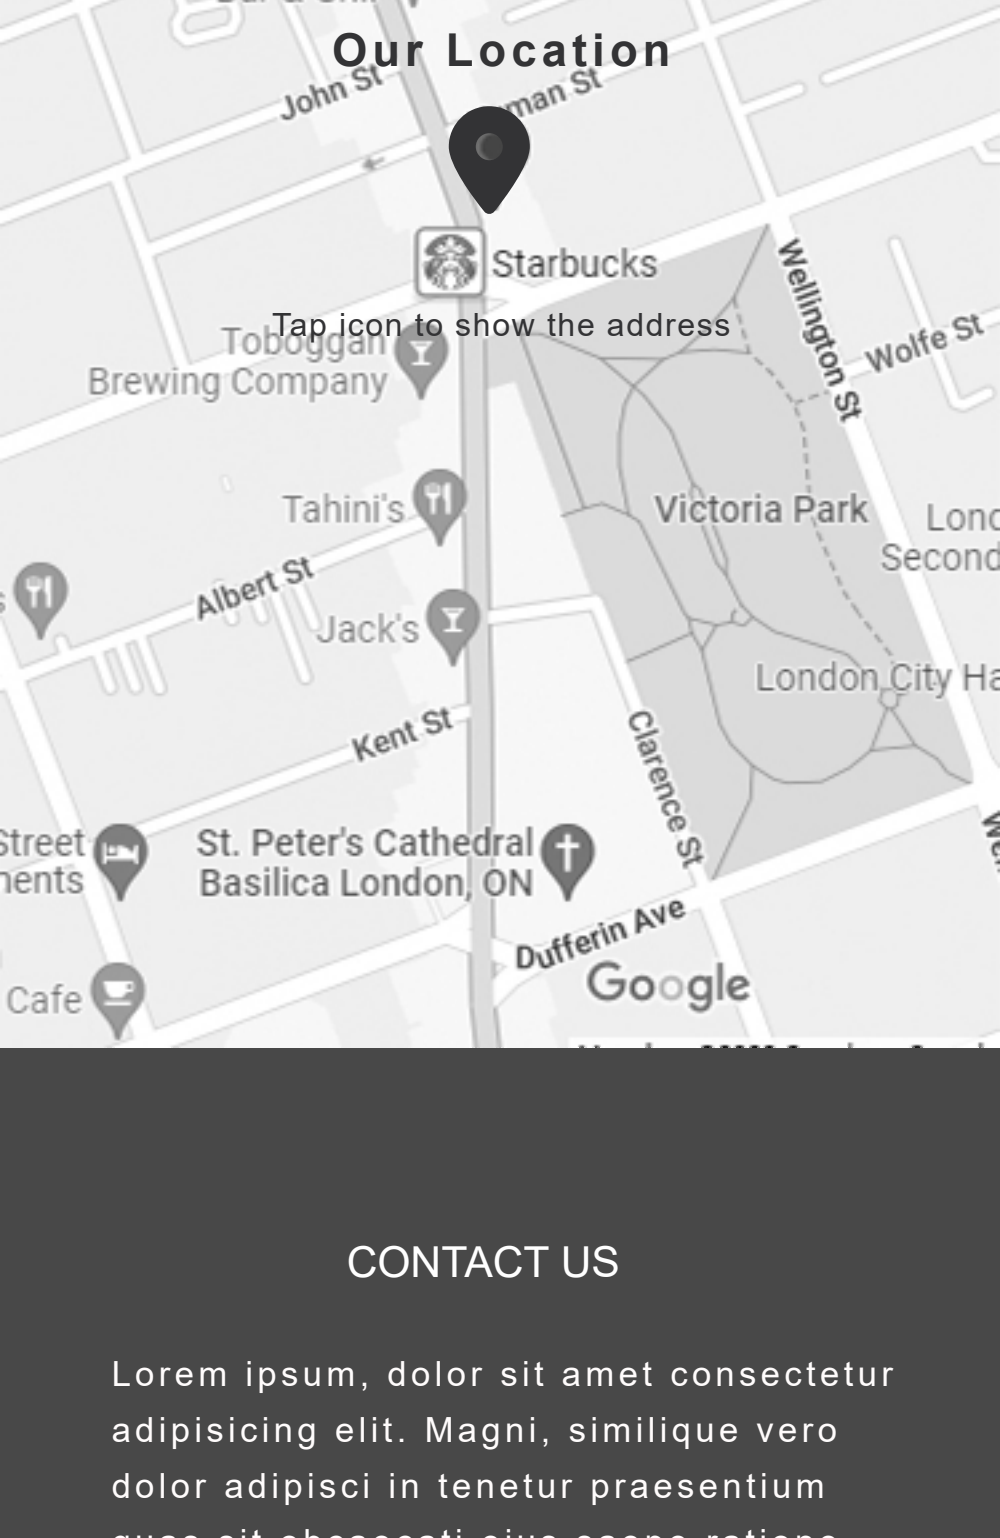 Our Location
John St
man St
Starbucks
Wellington St
Tap icon to show the address
Toboggan
Brewing Company
Wolfe St
Tahini's
Victoria Park
Albert St
Jack's
London City
Kent St
Clarence St
Street
St. Peter's Cathedral
Basilica London, ON
Dufferin Ave
Google
Cafe
CONTACT US
Lorem ipsum, dolor sit amet consectetur
adipisicing elit. Magni, similique vero
dolor adipisci in tenetur praesentium